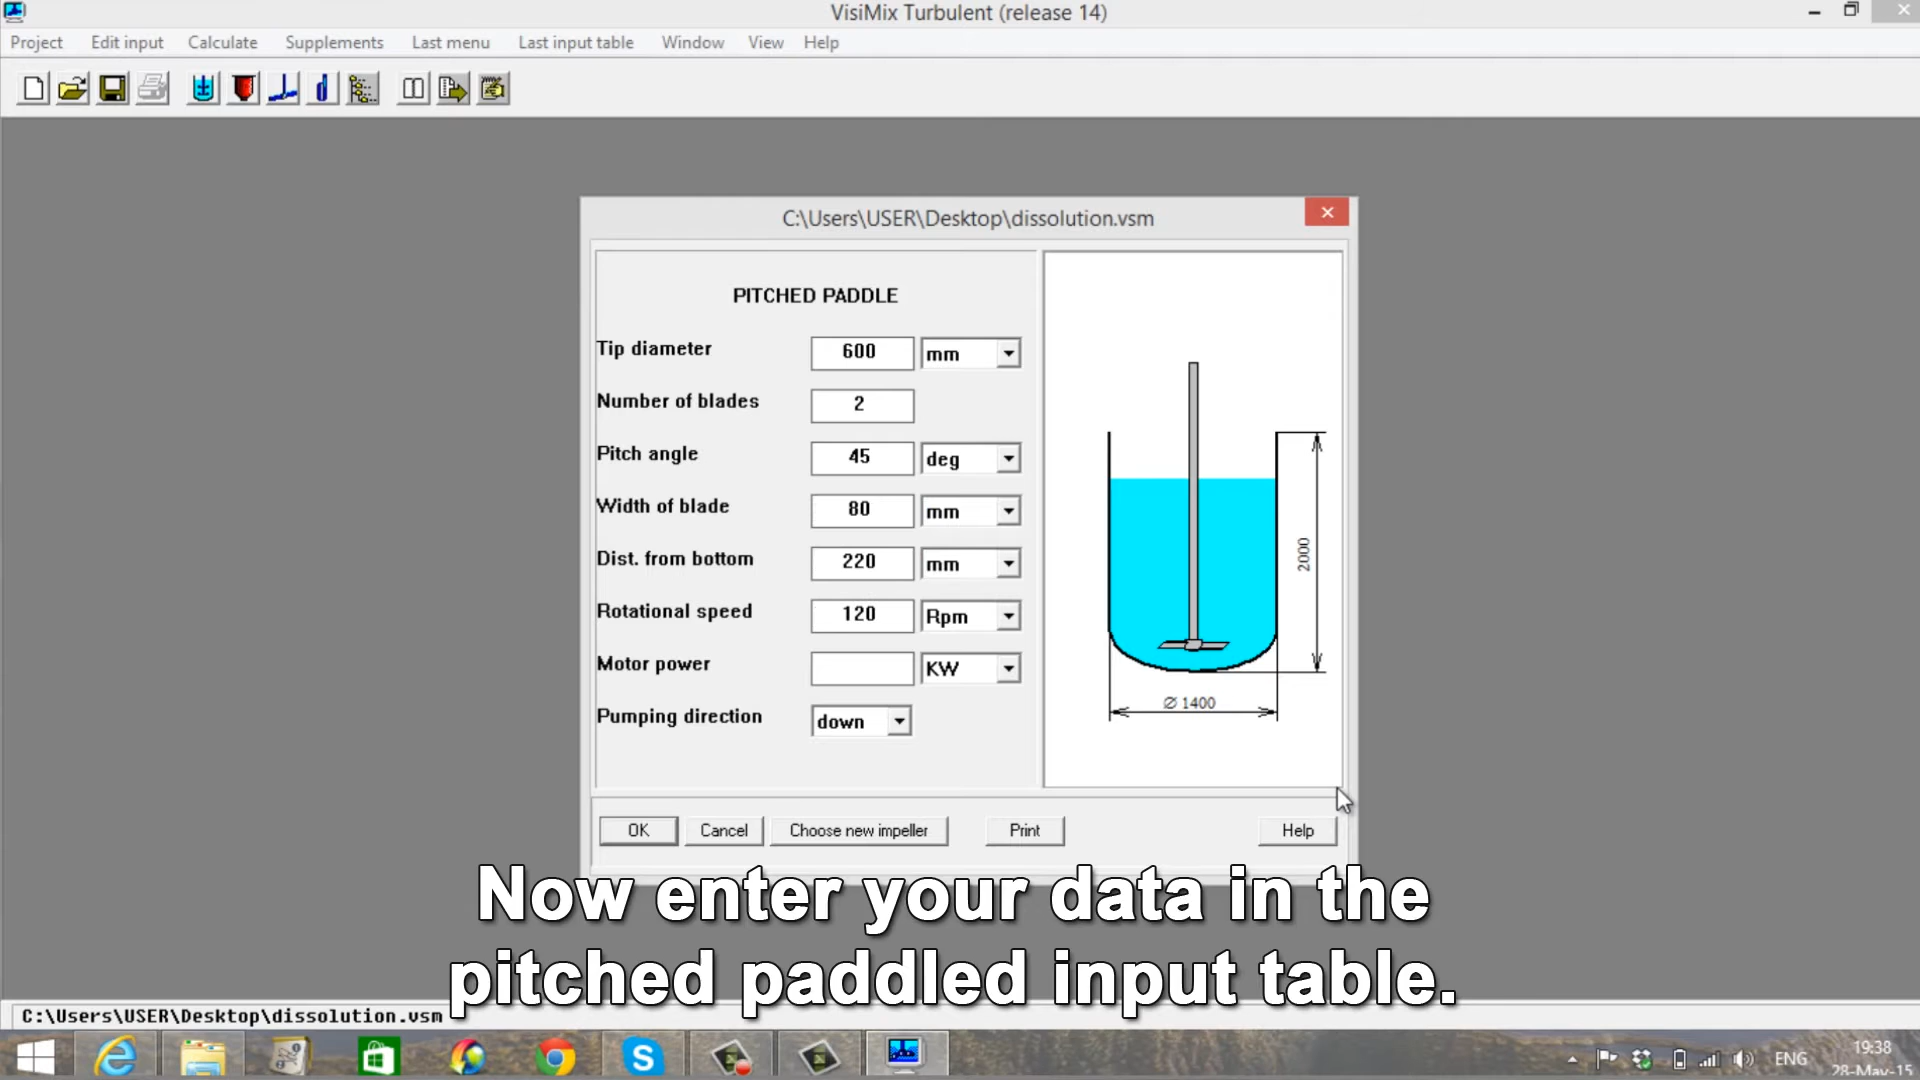 VisiMix Turbulent (release 14)
Project Edit input Calculate Supplements Last menu Last input table Window View Help
C:\Users\USER\Desktop\dissolution.vsm
PITCHED PADDLE
Tip diameter 600 mm
Number of blades 2
Pitch angle 45 deg
Width of blade 80 mm
Dist. from bottom 220 mm
Rotational speed 120 Rpm
Motor power KW
Pumping direction down
2000
Ø 1400
OK Cancel Choose new impeller Print Help
Now enter your data in the
pitched paddled input table.
C:\Users\USER\Desktop\dissolution.vsm
ENG
19:38
28-May-15